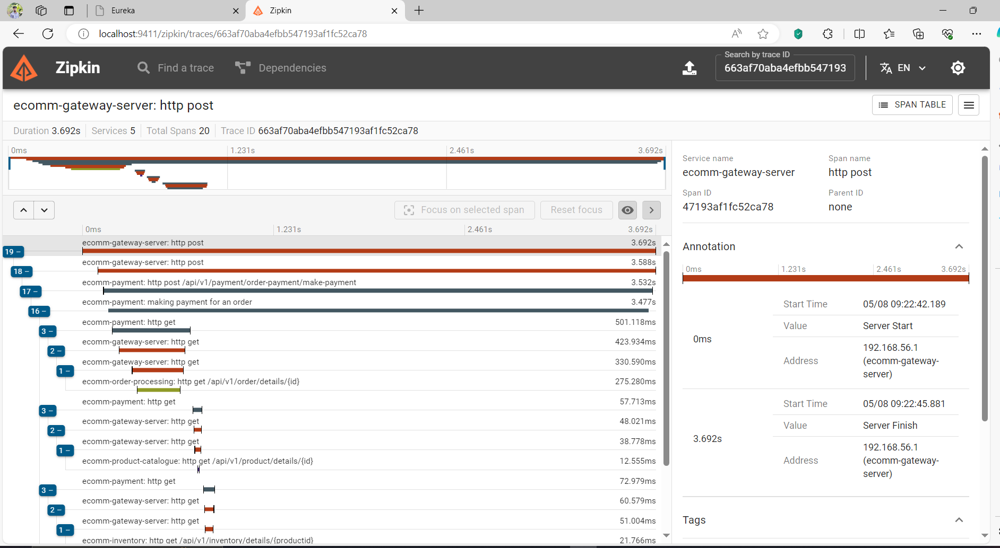 Eureka
Zipkin
localhost:9411/zipkin/traces/663af70aba4efbb547193af1fc52ca78
Zipkin
Find a trace
Dependencies
Search by trace ID
663af70aba4efbb547193
EN
ecomm-gateway-server: http post
SPAN TABLE
Duration 3.692s Services 5 Total Spans 20 Trace ID 663af70aba4efbb547193af1fc52ca78
0ms 1.231s 2.461s 3.692s
Focus on selected span
Reset focus
0ms 1.231s 2.461s 3.692s
ecomm-gateway-server: http post 3.692s
19 −
ecomm-gateway-server: http post 3.588s
18 −
ecomm-payment: http post /api/v1/payment/order-payment/make-payment 3.532s
17 −
ecomm-payment: making payment for an order 3.477s
16 −
ecomm-payment: http get 501.118ms
3 −
ecomm-gateway-server: http get 423.934ms
2 −
ecomm-gateway-server: http get 330.590ms
1 −
ecomm-order-processing: http get /api/v1/order/details/{id} 275.280ms
ecomm-payment: http get 57.713ms
3 −
ecomm-gateway-server: http get 48.021ms
2 −
ecomm-gateway-server: http get 38.778ms
1 −
ecomm-product-catalogue: http get /api/v1/product/details/{id} 12.555ms
ecomm-payment: http get 72.979ms
3 −
ecomm-gateway-server: http get 60.579ms
2 −
ecomm-gateway-server: http get 51.004ms
1 −
ecomm-inventory: http get /api/v1/inventory/details/{productid} 21.766ms
Service name Span name
ecomm-gateway-server http post
Span ID Parent ID
47193af1fc52ca78 none
Annotation
0ms 1.231s 2.461s 3.692s
0ms
Start Time 05/08 09:22:42.189
Value Server Start
Address 192.168.56.1
(ecomm-gateway-
server)
3.692s
Start Time 05/08 09:22:45.881
Value Server Finish
Address 192.168.56.1
(ecomm-gateway-
server)
Tags